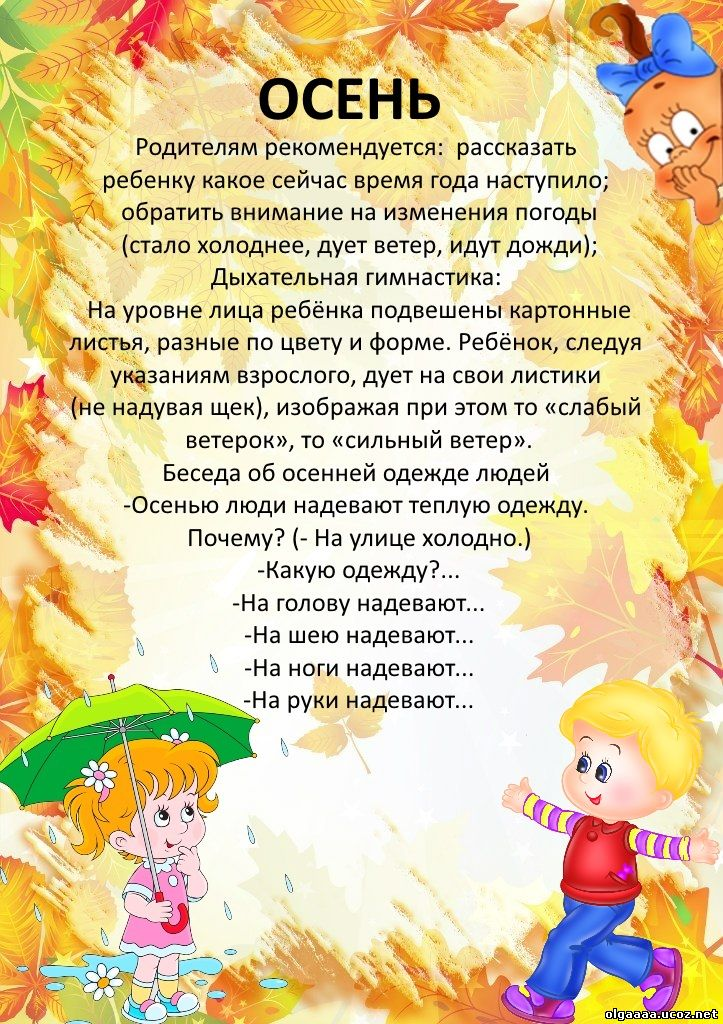 ОСЕНЬ
Родителям рекомендуется:  рассказать
ребенку какое сейчас время года наступило;
обратить внимание на изменения погоды
(стало холоднее, дует ветер, идут дожди);
Дыхательная гимнастика:
На уровне лица ребёнка подвешены картонные
листья, разные по цвету и форме. Ребёнок, следуя
указаниям взрослого, дует на свои листики
(не надувая щек), изображая при этом то «слабый
ветерок», то «сильный ветер».
Беседа об осенней одежде людей
-Осенью люди надевают теплую одежду.
Почему? (- На улице холодно.)
-Какую одежду?...
-На голову надевают...
-На шею надевают...
-На ноги надевают...
-На руки надевают...
olgaaaa.ucoz.net